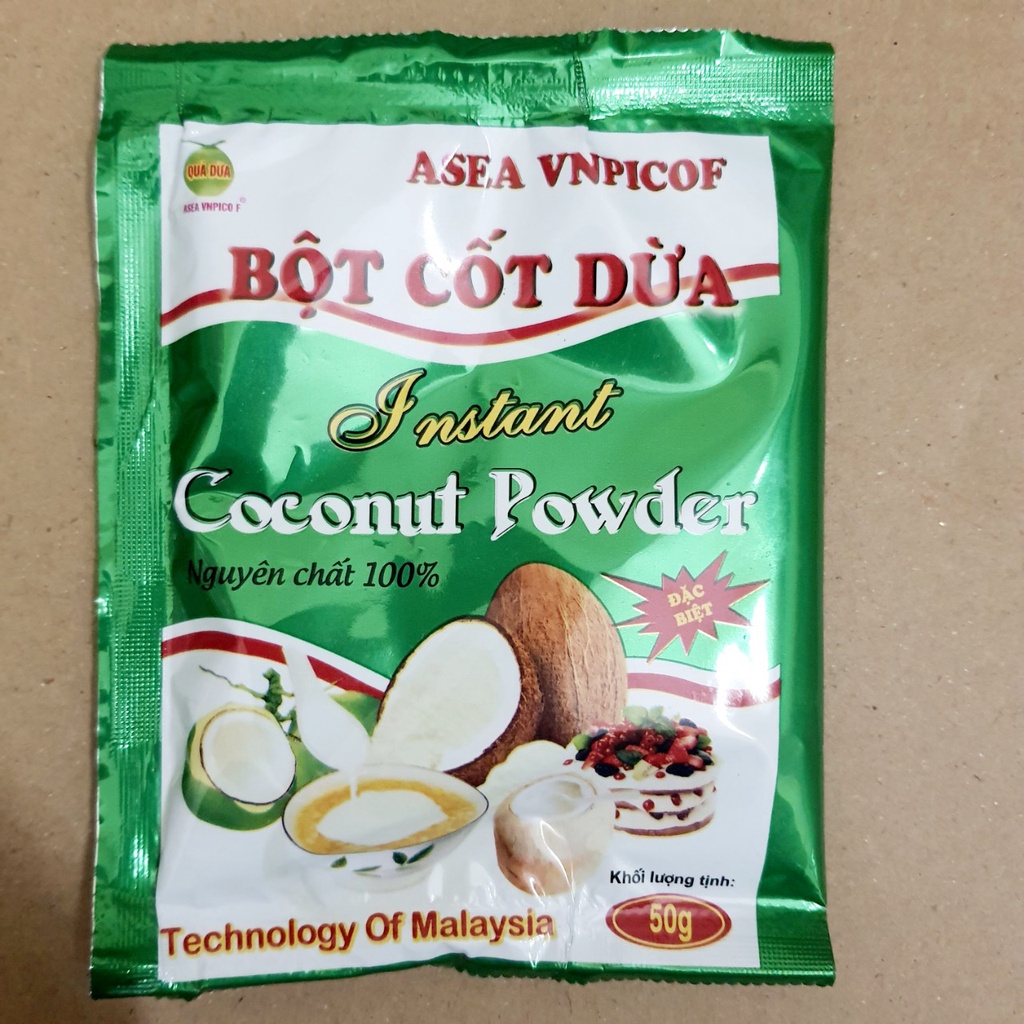 QUẢ DỪA
ASEA VNPICO F®
ASEA VNPICOF
BỘT CỐT DỪA
Instant
Coconut Powder
Nguyên chất 100%
ĐẶC
BIỆT
Khối lượng tịnh:
50g
Technology Of Malaysia